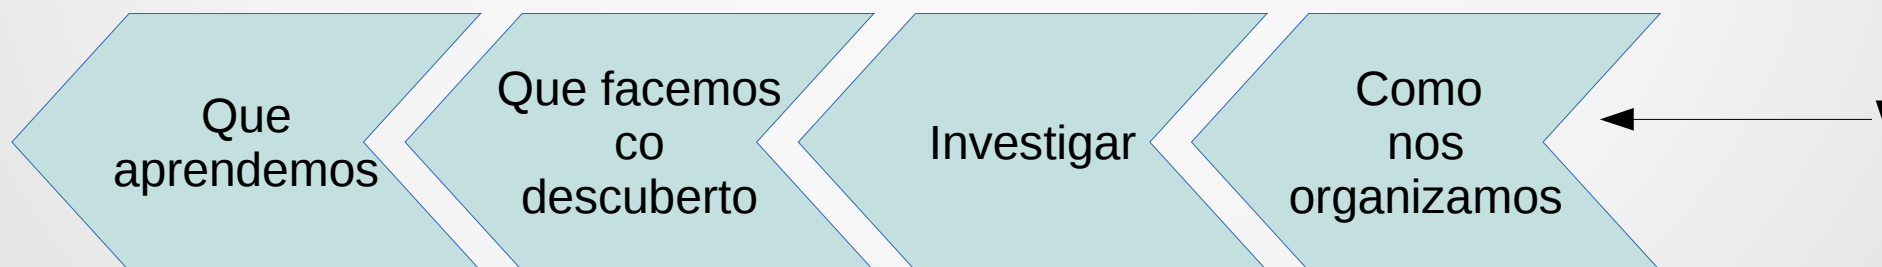 Que
aprendemos
Que facemos
co
descuberto
Investigar
Como
nos
organizamos